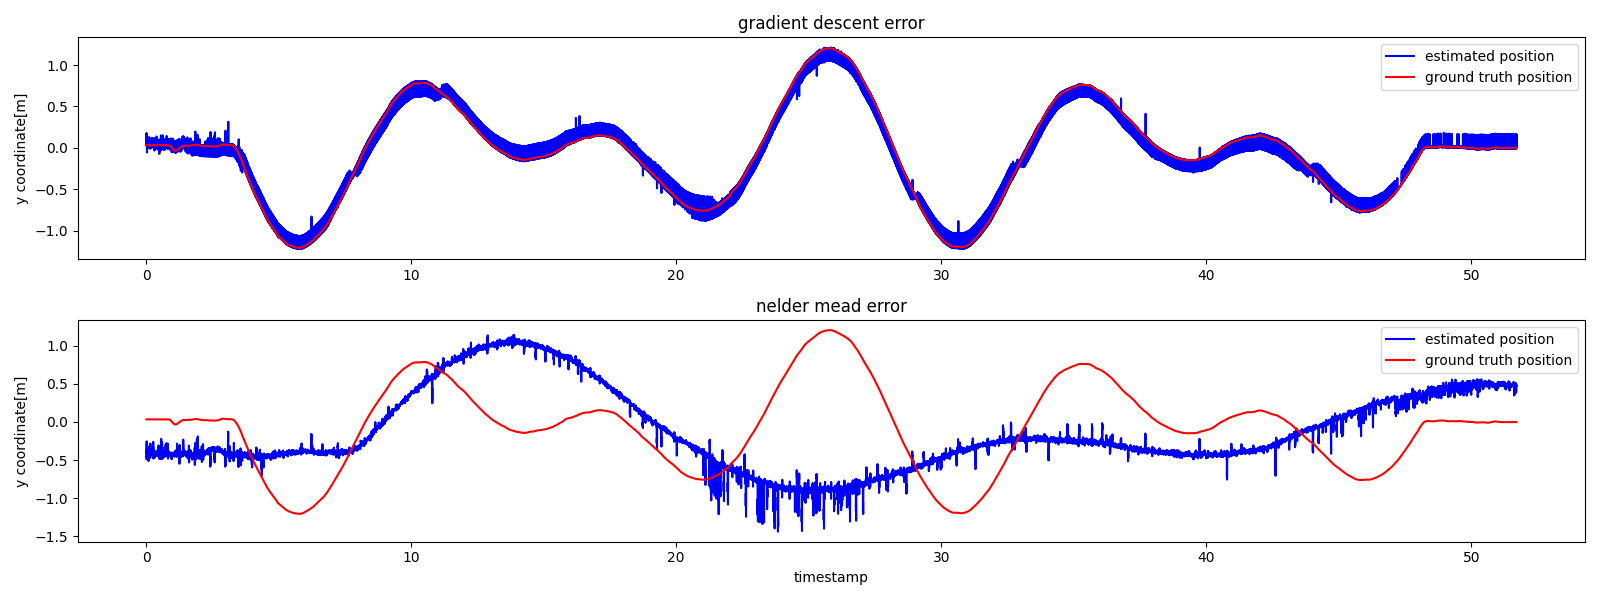 gradient descent error
y coordinate[m]
1.0
0.5
0.0
−0.5
−1.0
estimated position
ground truth position
0 10 20 30 40 50
nelder mead error
y coordinate[m]
1.0
0.5
0.0
−0.5
−1.0
−1.5
estimated position
ground truth position
0 10 20 30 40 50
timestamp